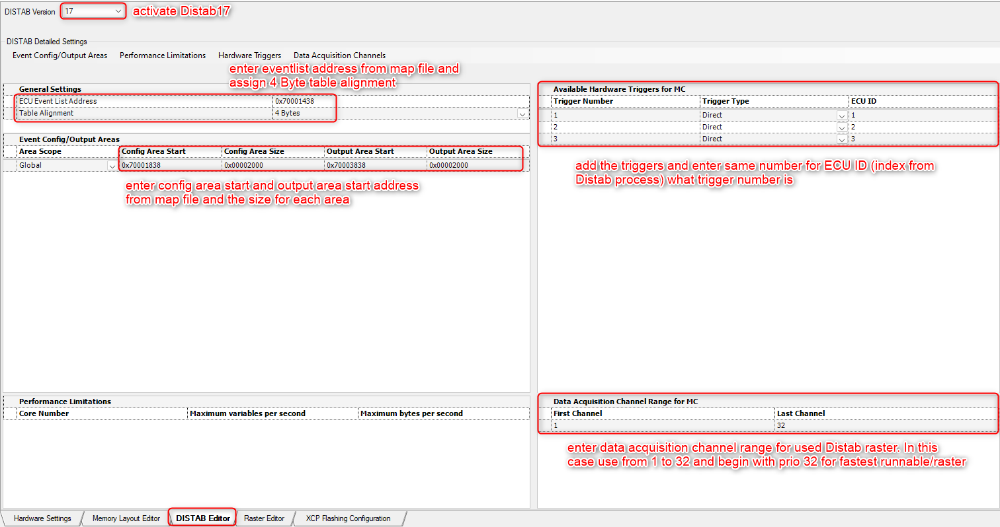 DISTAB Version 17 activate Distab17
DISTAB Detailed Settings
Event Config/Output Areas Performance Limitations Hardware Triggers Data Acquisition Channels
enter eventlist address from map file and
assign 4 Byte table alignment
General Settings
ECU Event List Address 0x70001438
Table Alignment 4 Bytes
Event Config/Output Areas
Area Scope Config Area Start Config Area Size Output Area Start Output Area Size
Global 0x70001838 0x00002000 0x70003838 0x00002000
enter config area start and output area start address
from map file and the size for each area
Available Hardware Triggers for MC
Trigger Number Trigger Type ECU ID
1 Direct 1
2 Direct 2
3 Direct 3
add the triggers and enter same number for ECU ID (index from
Distab process) what trigger number is
Performance Limitations
Core Number Maximum variables per second Maximum bytes per second
Data Acquisition Channel Range for MC
First Channel Last Channel
1 32
enter data acquisition channel range for used Distab raster. In this
case use from 1 to 32 and begin with prio 32 for fastest runnable/raster
Hardware Settings Memory Layout Editor DISTAB Editor Raster Editor XCP Flashing Configuration